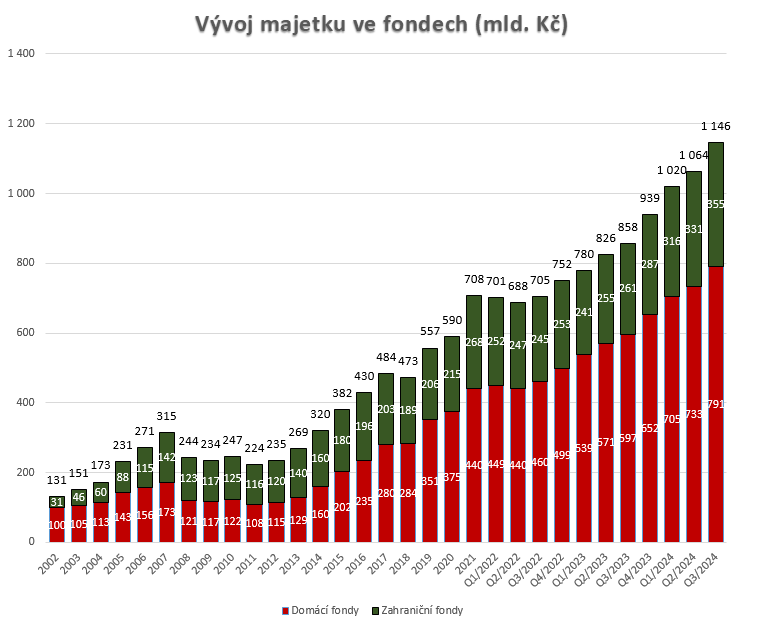 Vývoj majetku ve fondech (mld. Kč)
1 400
1 200
1 000
800
600
400
200
0
131 151 173 231 271 315 244 234 247 224 235 269 320 382 430 484 473 557 590 708 701 688 705 752 780 826 858 939 1 020 1 064 1 146
31 46 60 88 115 142 123 117 125 116 120 140 160 180 196 203 189 206 215 268 252 247 245 253 241 255 261 287 316 331 355
100 105 113 143 156 173 121 117 122 108 115 129 160 202 235 280 284 351 375 440 449 440 460 499 539 571 597 652 705 733 791
2002 2003 2004 2005 2006 2007 2008 2009 2010 2011 2012 2013 2014 2015 2016 2017 2018 2019 2020 2021 Q1/2022 Q2/2022 Q3/2022 Q4/2022 Q1/2023 Q2/2023 Q3/2023 Q4/2023 Q1/2024 Q2/2024 Q3/2024
Domácí fondy Zahraniční fondy